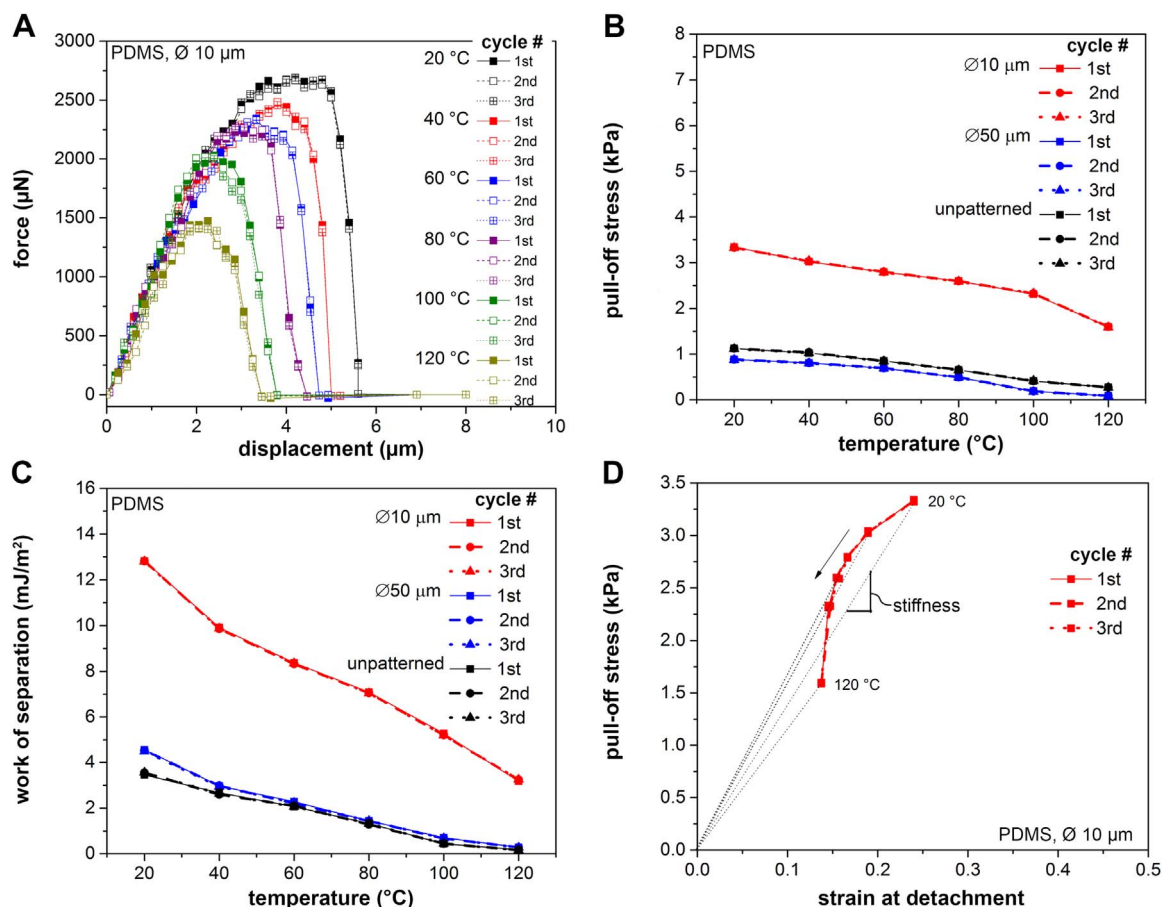 A
PDMS, Ø 10 µm
cycle #
20 °C
1st
2nd
3rd
40 °C
1st
2nd
3rd
60 °C
1st
2nd
3rd
80 °C
1st
2nd
3rd
100 °C
1st
2nd
3rd
120 °C
1st
2nd
3rd
3000
2500
2000
1500
1000
500
0
force (µN)
0 2 4 6 8 10
displacement (µm)
B
PDMS
cycle #
Ø10 µm
1st
2nd
3rd
Ø50 µm
1st
2nd
3rd
unpatterned
1st
2nd
3rd
8
7
6
5
4
3
2
1
0
pull-off stress (kPa)
20 40 60 80 100 120
temperature (°C)
C
PDMS
cycle #
Ø10 µm
1st
2nd
3rd
Ø50 µm
1st
2nd
3rd
unpatterned
1st
2nd
3rd
16
14
12
10
8
6
4
2
0
work of separation (mJ/m²)
20 40 60 80 100 120
temperature (°C)
D
20 °C
cycle #
1st
2nd
3rd
stiffness
120 °C
PDMS, Ø 10 µm
3.5
3.0
2.5
2.0
1.5
1.0
0.5
0.0
pull-off stress (kPa)
0.0 0.1 0.2 0.3 0.4 0.5
strain at detachment